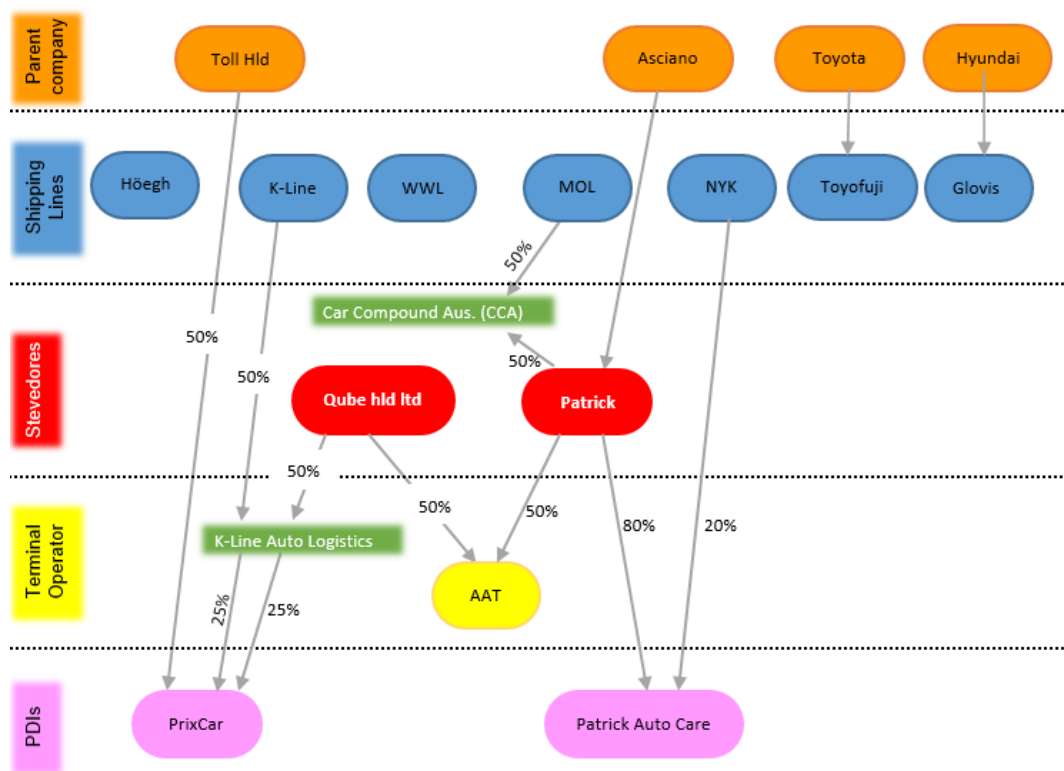 Parent
company
Toll Hld
Asciano
Toyota
Hyundai
Shipping
Lines
Höegh
K-Line
WWL
MOL
NYK
Toyofuji
Glovis
50%
Car Compound Aus. (CCA)
50%
50%
50%
Stevedores
Qube hld ltd
Patrick
50%
50%
50%
80%
20%
Terminal
Operator
K-Line Auto Logistics
AAT
25%
25%
PDIs
PrixCar
Patrick Auto Care